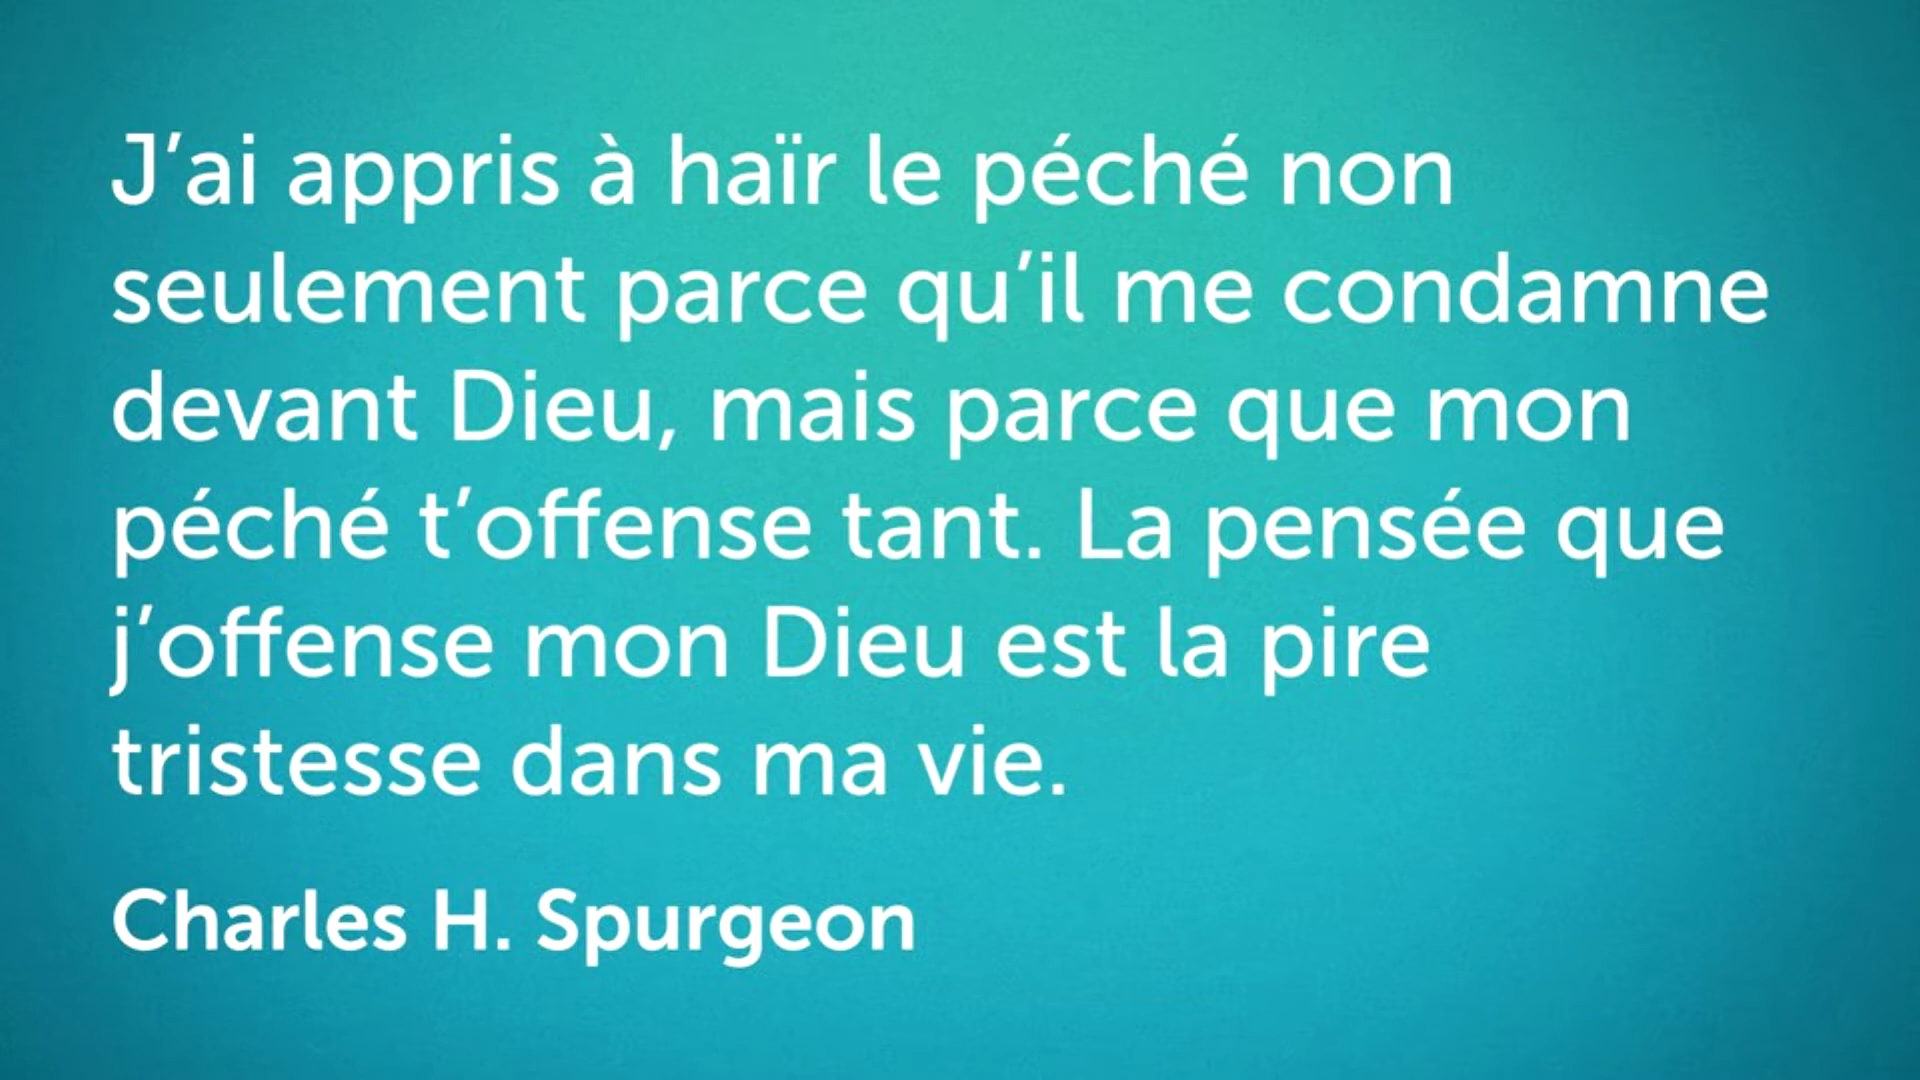 J’ai appris à haïr le péché non
seulement parce qu’il me condamne
devant Dieu, mais parce que mon
péché t’offense tant. La pensée que
j’offense mon Dieu est la pire
tristesse dans ma vie.
Charles H. Spurgeon